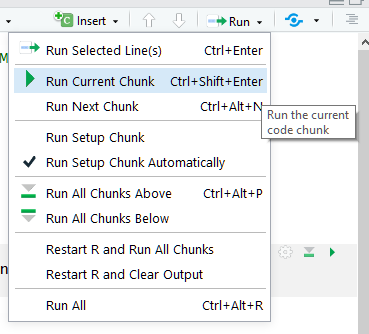 Insert
Run
M
Run Selected Line(s) Ctrl+Enter
Run Current Chunk Ctrl+Shift+Enter
Run Next Chunk Ctrl+Alt+N
Run the current
code chunk
Run Setup Chunk
Run Setup Chunk Automatically
Run All Chunks Above Ctrl+Alt+P
Run All Chunks Below
Restart R and Run All Chunks
n
Restart R and Clear Output
Run All Ctrl+Alt+R